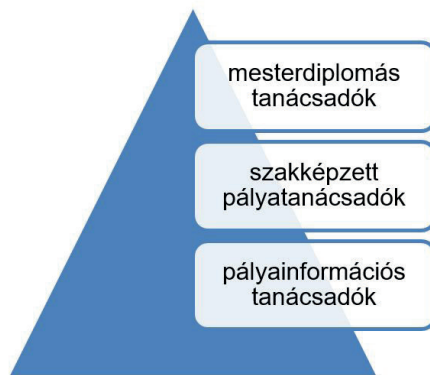 mesterdiplomás
tanácsadók
szakképzett
pályatanácsadók
pályainformációs
tanácsadók